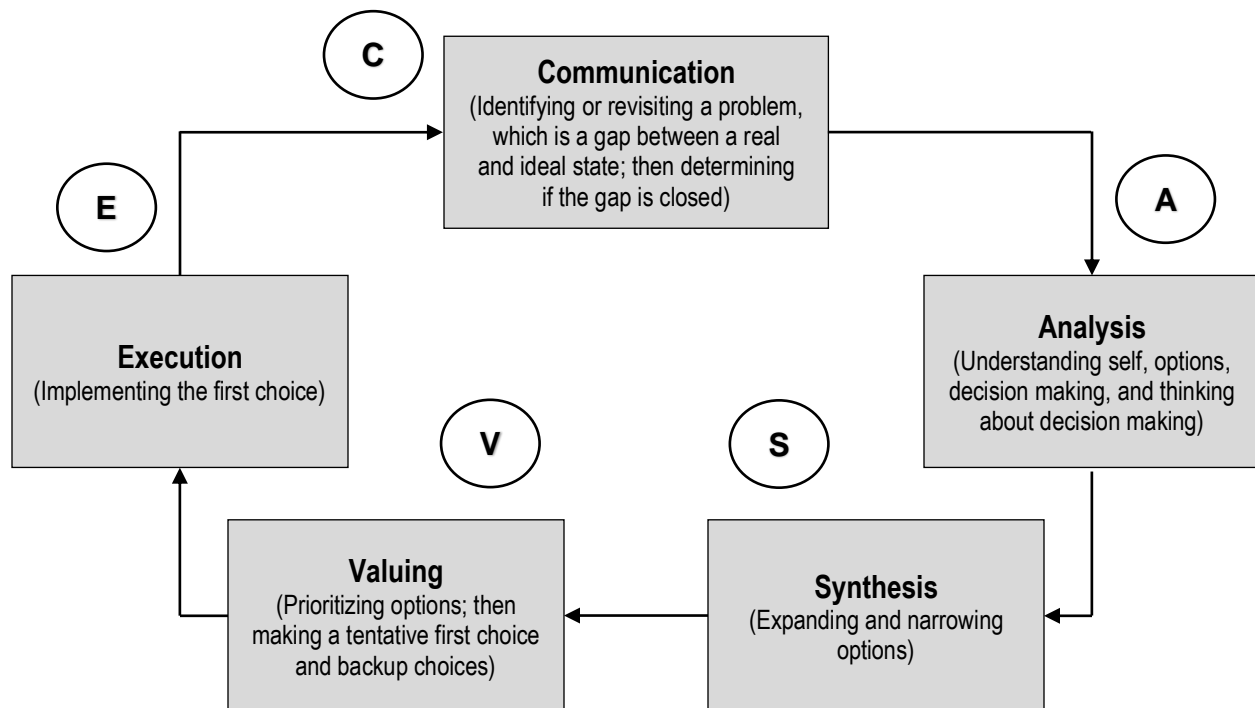 C
Communication
(Identifying or revisiting a problem,
which is a gap between a real
and ideal state; then determining
if the gap is closed)
A
Analysis
(Understanding self, options,
decision making, and thinking
about decision making)
S
Synthesis
(Expanding and narrowing
options)
V
Valuing
(Prioritizing options; then
making a tentative first choice
and backup choices)
E
Execution
(Implementing the first choice)